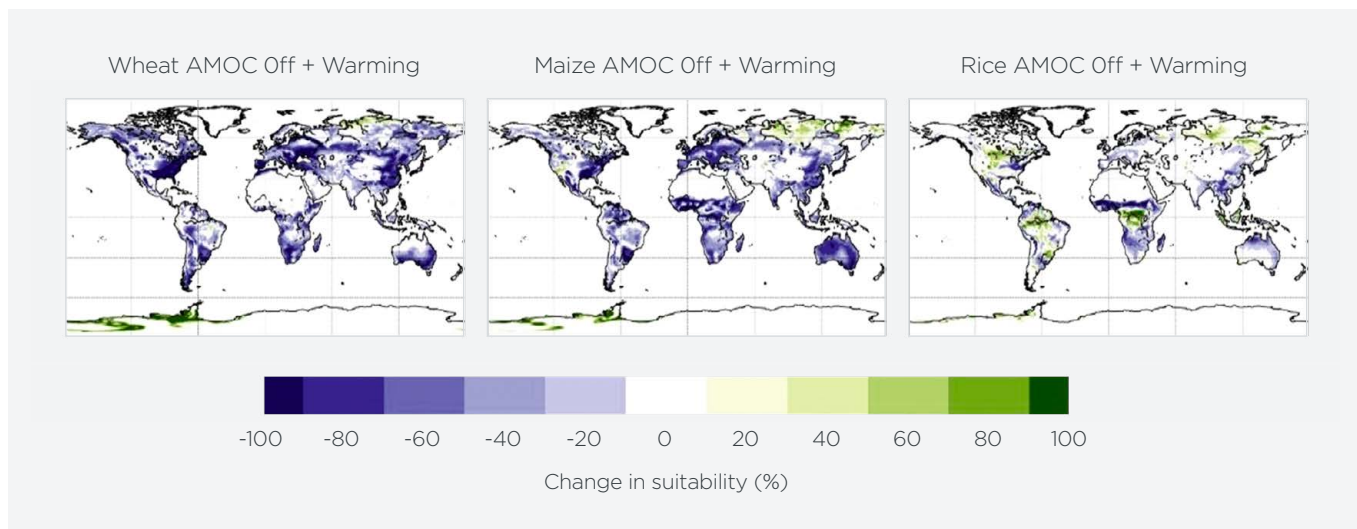 Wheat AMOC Off + Warming
Maize AMOC Off + Warming
Rice AMOC Off + Warming
-100 -80 -60 -40 -20 0 20 40 60 80 100
Change in suitability (%)